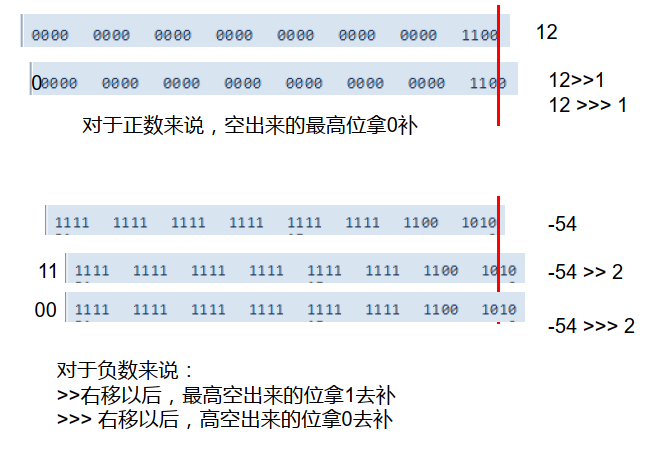 0000 0000 0000 0000 0000 0000 0000 1100 12
0 0000 0000 0000 0000 0000 0000 0000 1100 12>>1
12 >>> 1
对于正数来说，空出来的最高位拿0补
1111 1111 1111 1111 1111 1111 1100 1010 -54
11 1111 1111 1111 1111 1111 1111 1100 1010 -54 >> 2
00 1111 1111 1111 1111 1111 1111 1100 1010 -54 >>> 2
对于负数来说：
>>右移以后，最高空出来的位拿1去补
>>> 右移以后，高空出来的位拿0去补